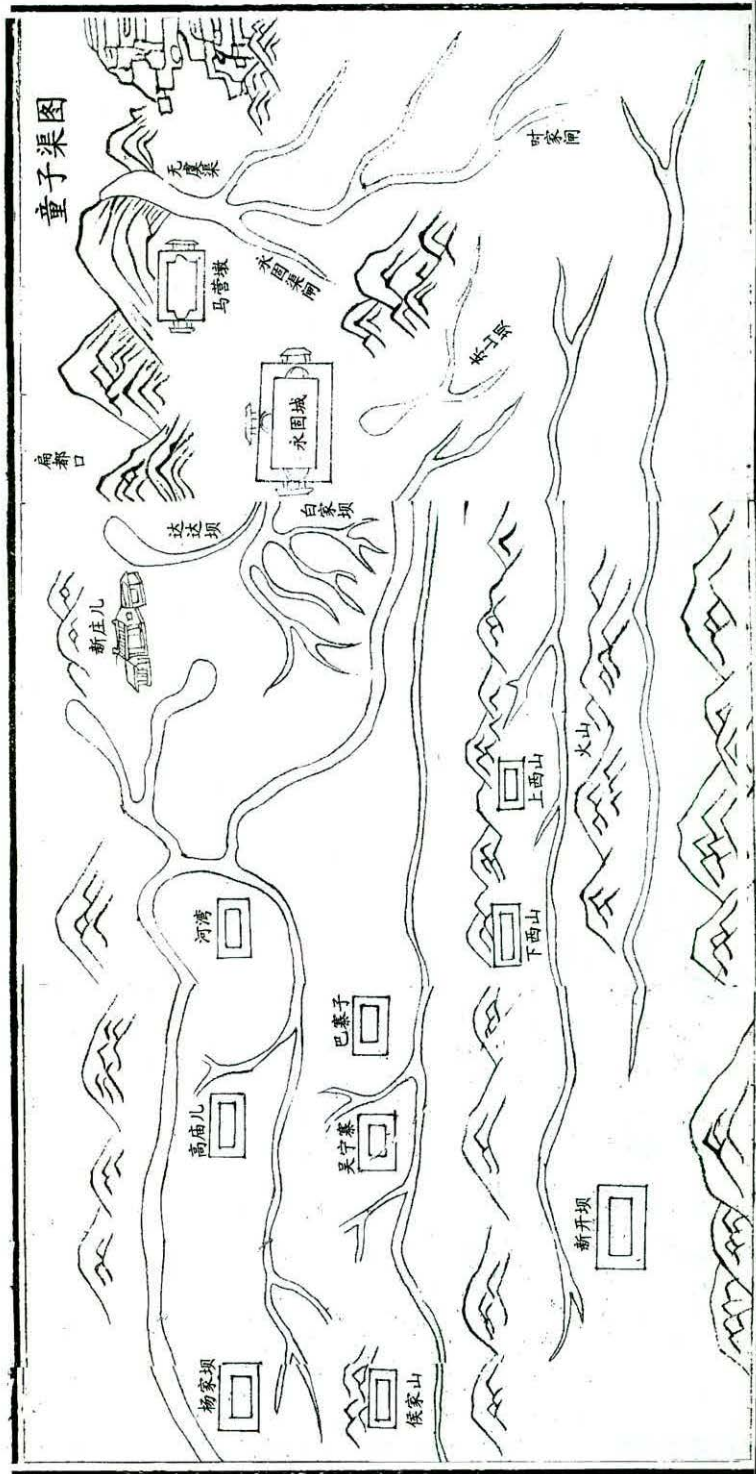 童子渠图
无虞渠
马营墩
永固渠闸
时家闸
扁都口
永固城
达达坝
白家坝
新庄儿
上西山
火山
下西山
河湾
巴寨子
高庙儿
吴宁寨
新开坝
杨家坝
侯家山